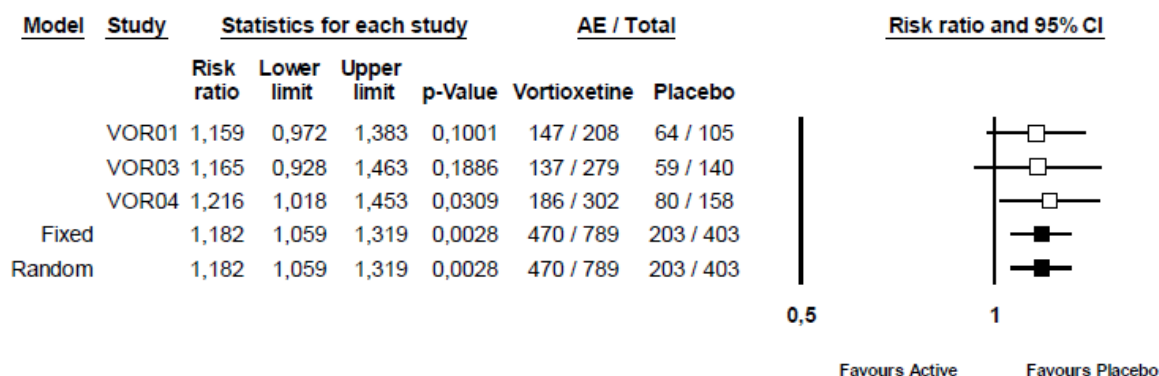 Model Study Statistics for each study AE / Total Risk ratio and 95% CI
Risk ratio Lower limit Upper limit p-Value Vortioxetine Placebo
VOR01 1,159 0,972 1,383 0,1001 147 / 208 64 / 105
VOR03 1,165 0,928 1,463 0,1886 137 / 279 59 / 140
VOR04 1,216 1,018 1,453 0,0309 186 / 302 80 / 158
Fixed 1,182 1,059 1,319 0,0028 470 / 789 203 / 403
Random 1,182 1,059 1,319 0,0028 470 / 789 203 / 403
0,5 1
Favours Active Favours Placebo